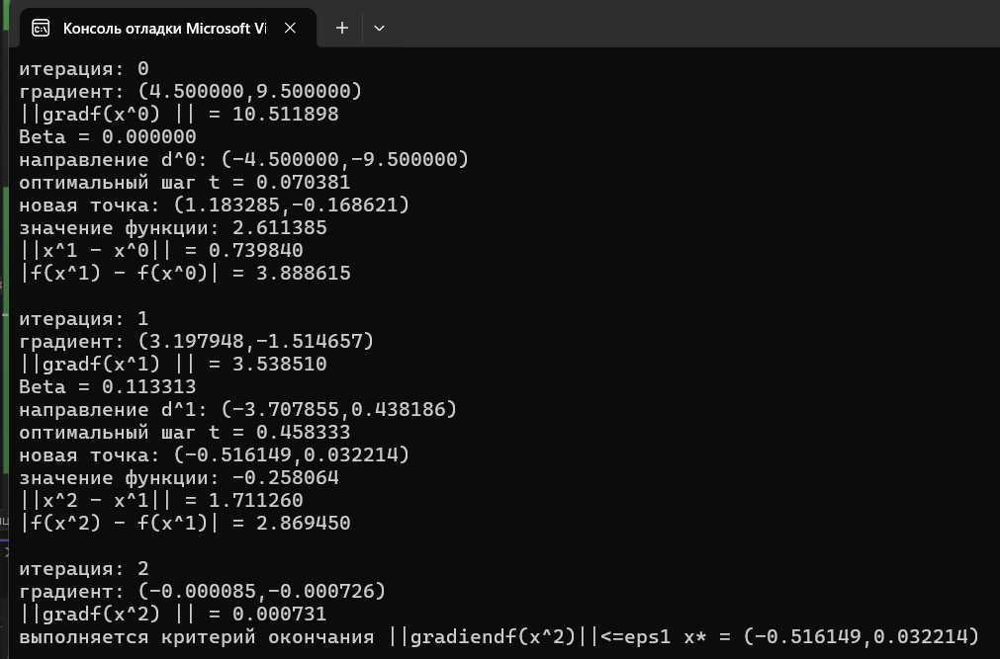 Консоль отладки Microsoft Vi
итерация: 0
градиент: (4.500000,9.500000)
||gradf(x^0) || = 10.511898
Beta = 0.000000
направление d^0: (-4.500000,-9.500000)
оптимальный шаг t = 0.070381
новая точка: (1.183285,-0.168621)
значение функции: 2.611385
||x^1 - x^0|| = 0.739840
|f(x^1) - f(x^0)| = 3.888615
итерация: 1
градиент: (3.197948,-1.514657)
||gradf(x^1) || = 3.538510
Beta = 0.113313
направление d^1: (-3.707855,0.438186)
оптимальный шаг t = 0.458333
новая точка: (-0.516149,0.032214)
значение функции: -0.258064
||x^2 - x^1|| = 1.711260
|f(x^2) - f(x^1)| = 2.869450
итерация: 2
градиент: (-0.000085,-0.000726)
||gradf(x^2) || = 0.000731
выполняется критерий окончания ||gradiendf(x^2)||<=eps1 x* = (-0.516149,0.032214)